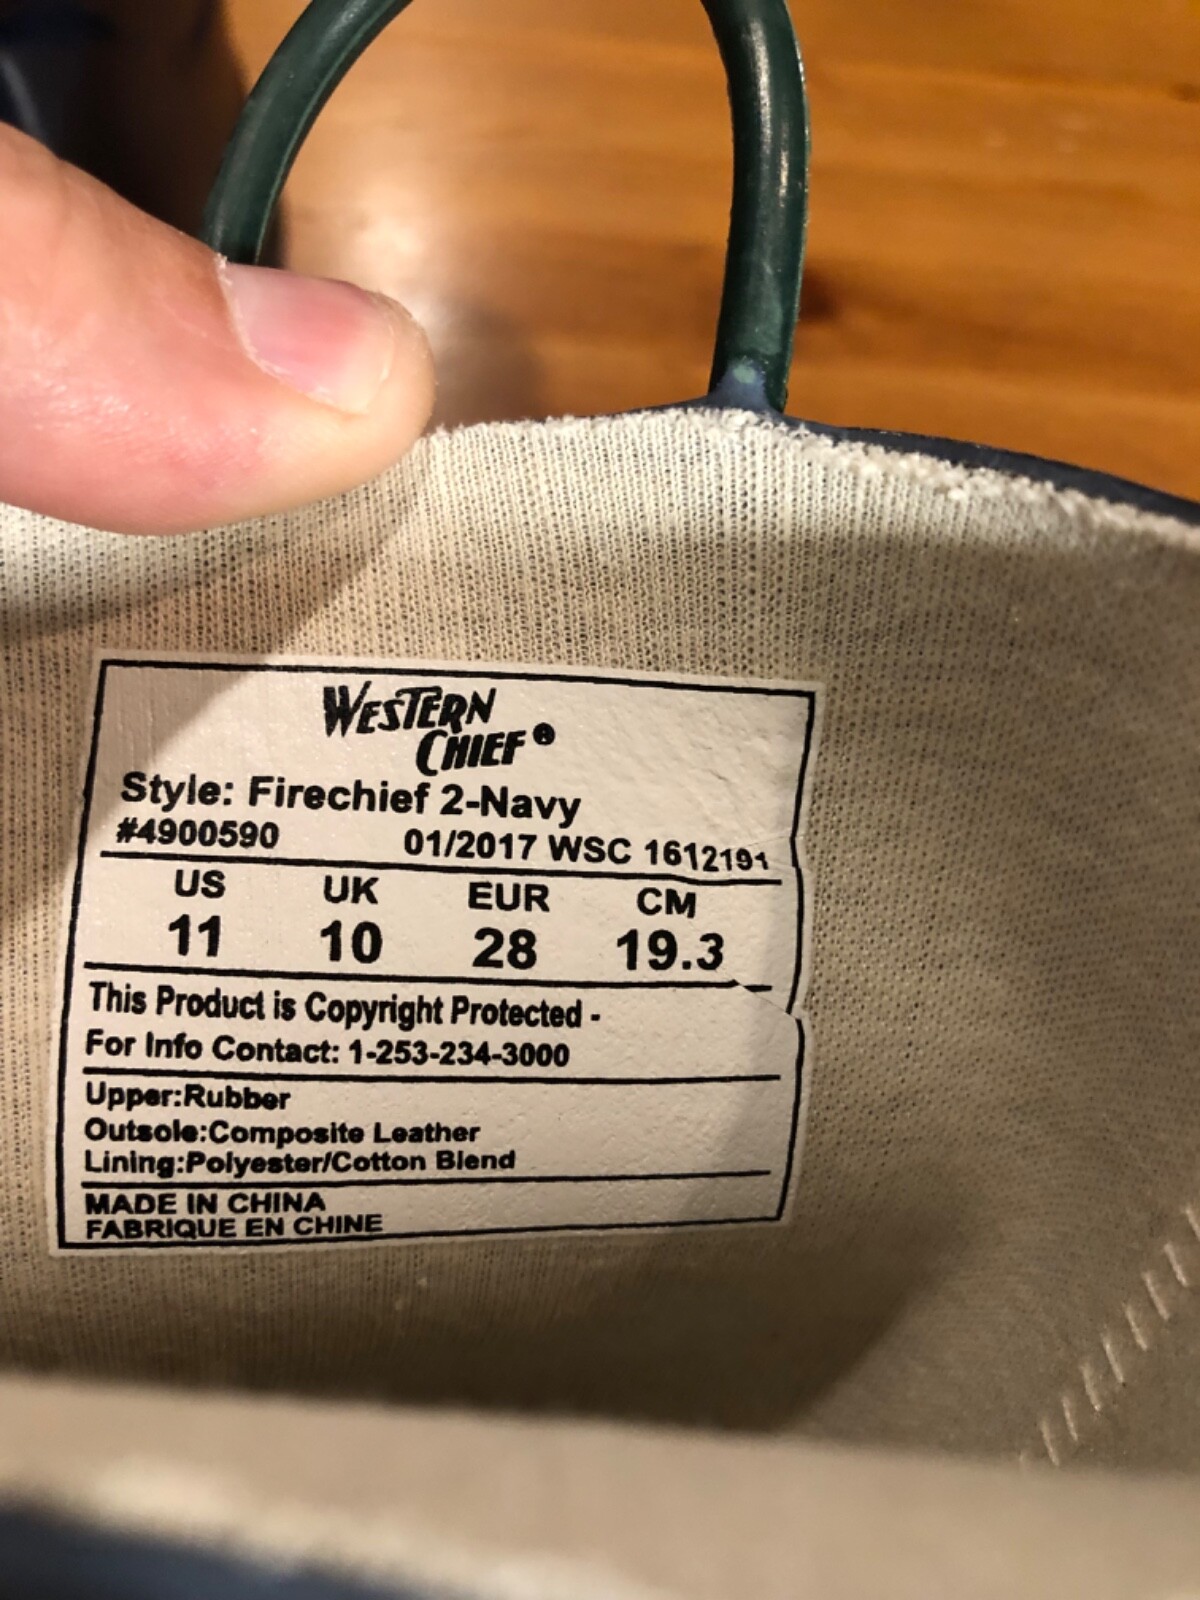 WESTERN
CHIEF®
Style: Firechief 2-Navy
#4900590 01/2017 WSC 1612191
US UK EUR CM
11 10 28 19.3
This Product is Copyright Protected -
For Info Contact: 1-253-234-3000
Upper:Rubber
Outsole:Composite Leather
Lining:Polyester/Cotton Blend
MADE IN CHINA
FABRIQUE EN CHINE